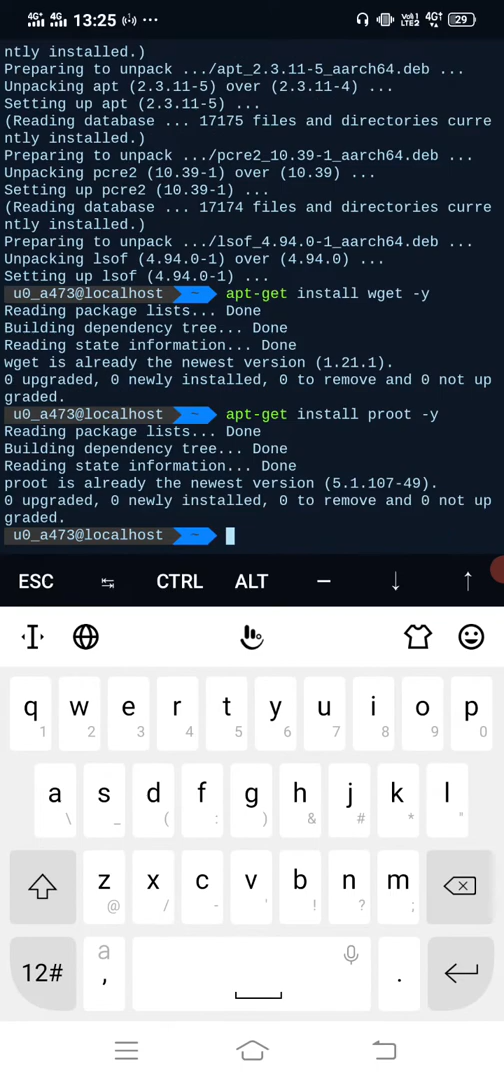 4G 4G 13:25 VoLTE LTE2 4G 29
ntly installed.)
Preparing to unpack .../apt_2.3.11-5_aarch64.deb ...
Unpacking apt (2.3.11-5) over (2.3.11-4) ...
Setting up apt (2.3.11-5) ...
(Reading database ... 17175 files and directories curre
ntly installed.)
Preparing to unpack .../pcre2_10.39-1_aarch64.deb ...
Unpacking pcre2 (10.39-1) over (10.39) ...
Setting up pcre2 (10.39-1) ...
(Reading database ... 17174 files and directories curre
ntly installed.)
Preparing to unpack .../lsof_4.94.0-1_aarch64.deb ...
Unpacking lsof (4.94.0-1) over (4.94.0) ...
Setting up lsof (4.94.0-1) ...
u0_a473@localhost ~ apt-get install wget -y
Reading package lists... Done
Building dependency tree... Done
Reading state information... Done
wget is already the newest version (1.21.1).
0 upgraded, 0 newly installed, 0 to remove and 0 not up
graded.
u0_a473@localhost ~ apt-get install proot -y
Reading package lists... Done
Building dependency tree... Done
Reading state information... Done
proot is already the newest version (5.1.107-49).
0 upgraded, 0 newly installed, 0 to remove and 0 not up
graded.
u0_a473@localhost ~
ESC ↹ CTRL ALT — ↓ ↑
q w e r t y u i o p
1 2 3 4 5 6 7 8 9 0
a s d f g h j k l
\ _ ( : ) & # * "
z x c v b n m
@ / - ' ! ? ;
12# a , .